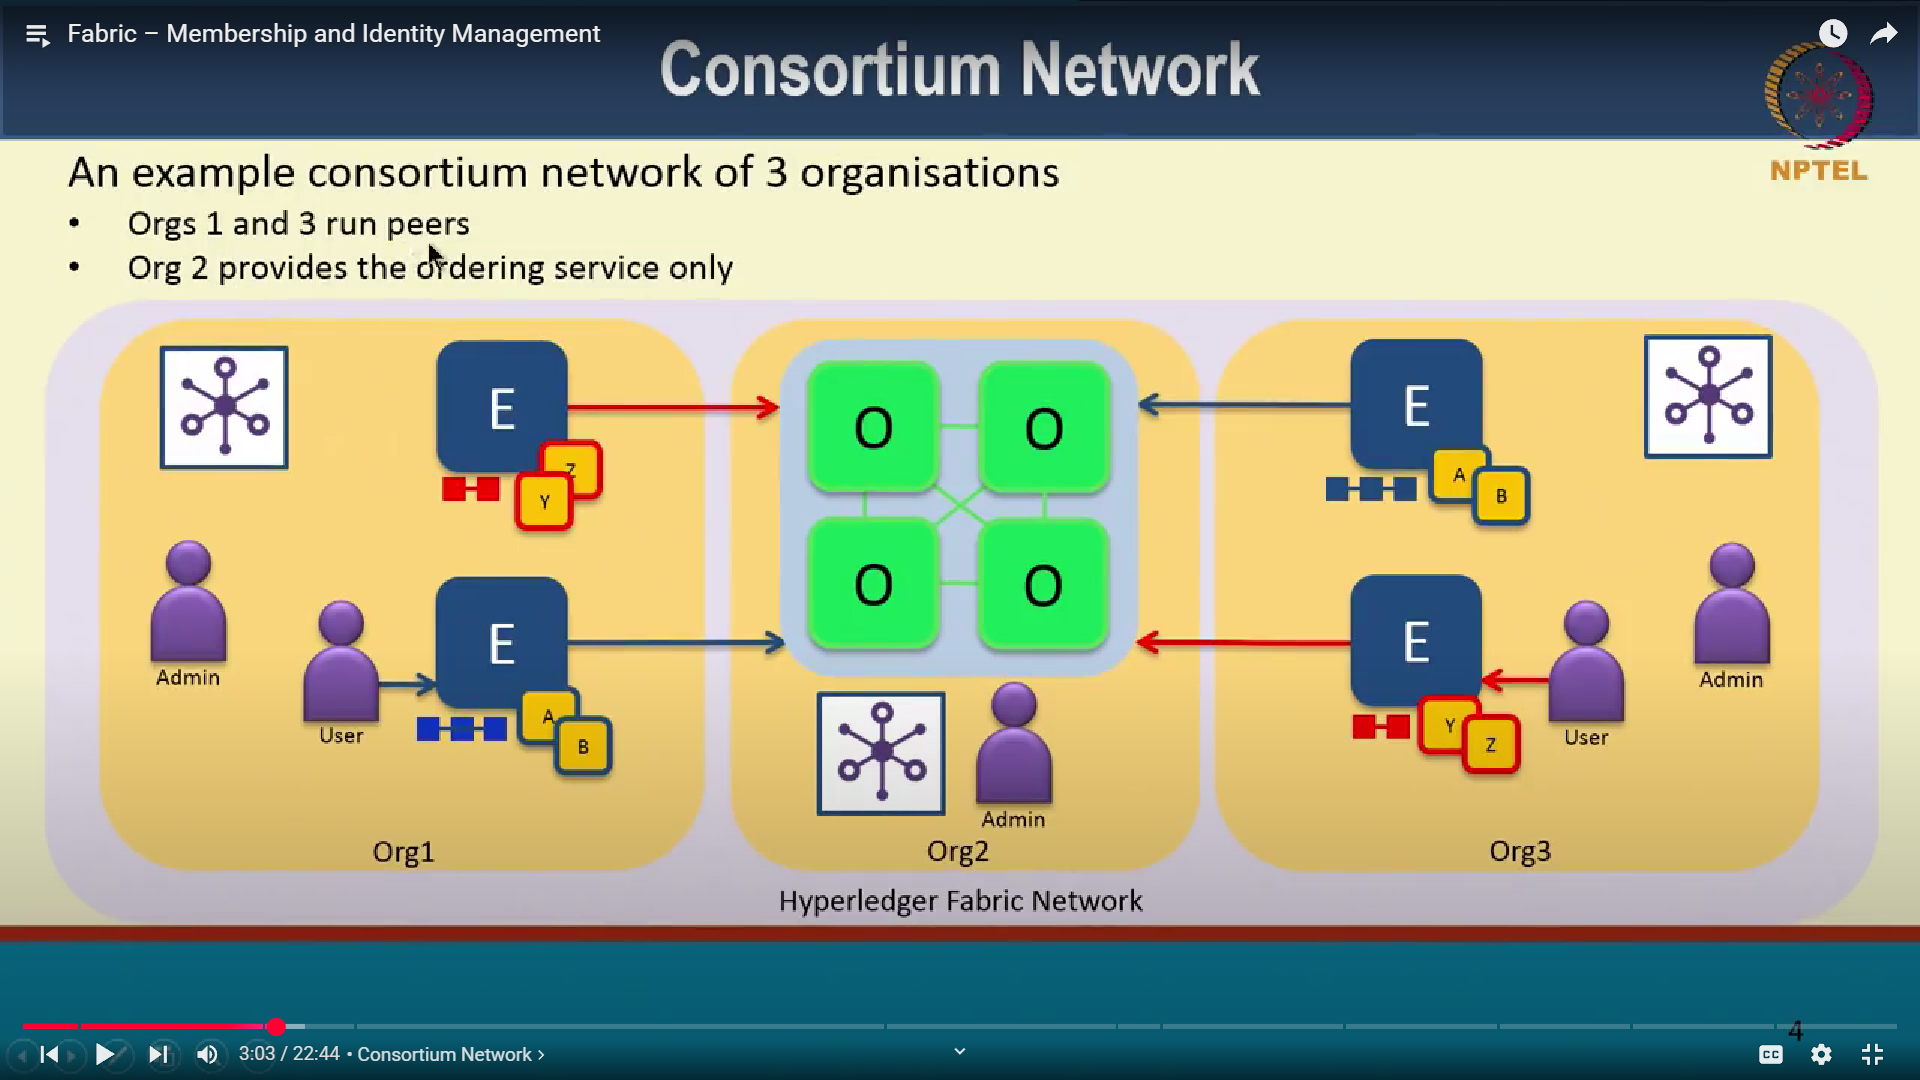 Fabric – Membership and Identity Management
Consortium Network
NPTEL
An example consortium network of 3 organisations
• Orgs 1 and 3 run peers
• Org 2 provides the ordering service only
E
Z
Y
Admin
User
E
A
B
Org1
O
O
O
O
Admin
Org2
E
A
B
E
Y
Z
User
Admin
Org3
Hyperledger Fabric Network
4
3:03 / 22:44 • Consortium Network ›
CC